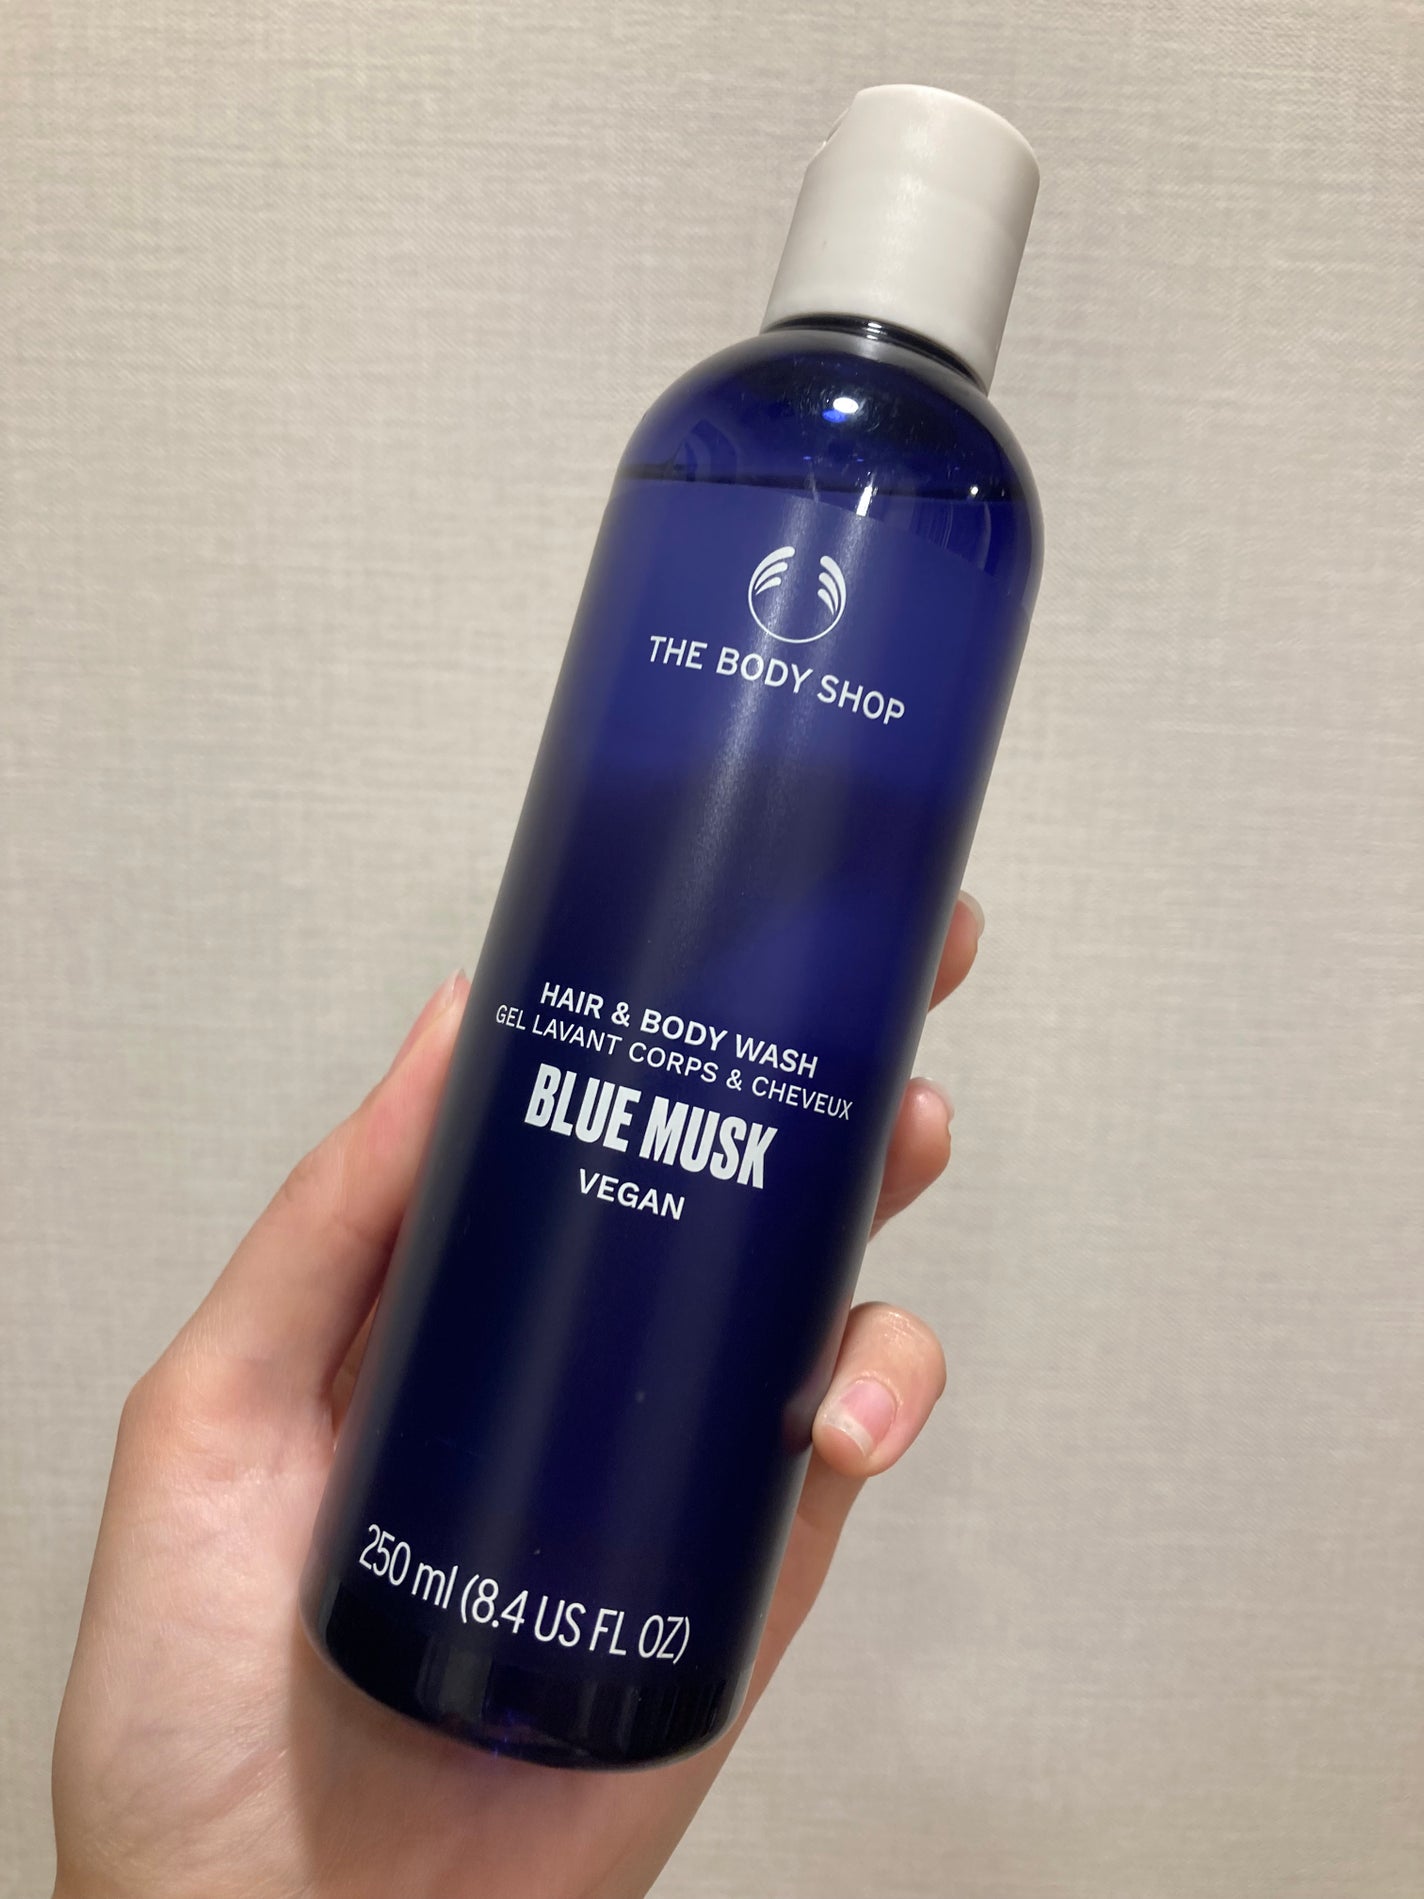 THE BODY SHOP
HAIR & BODY WASH
GEL LAVANT CORPS & CHEVEUX
BLUE MUSK
VEGAN
250 ml (8.4 US FL OZ)